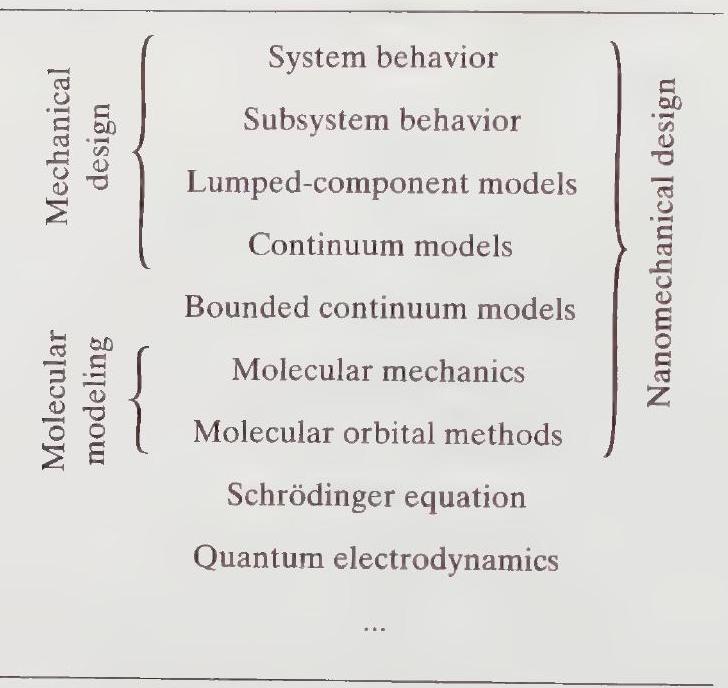 Mechanical
design
System behavior
Subsystem behavior
Lumped-component models
Continuum models
Bounded continuum models
Molecular
modeling
Molecular mechanics
Molecular orbital methods
Schrödinger equation
Quantum electrodynamics
...
Nanomechanical design